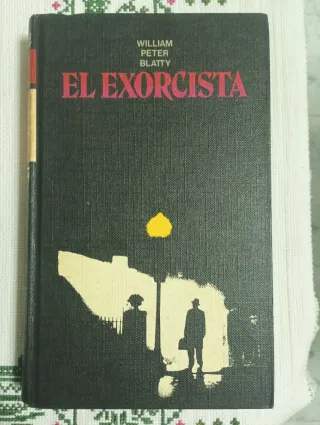 WILLIAM
PETER
BLATTY
EL EXORCISTA